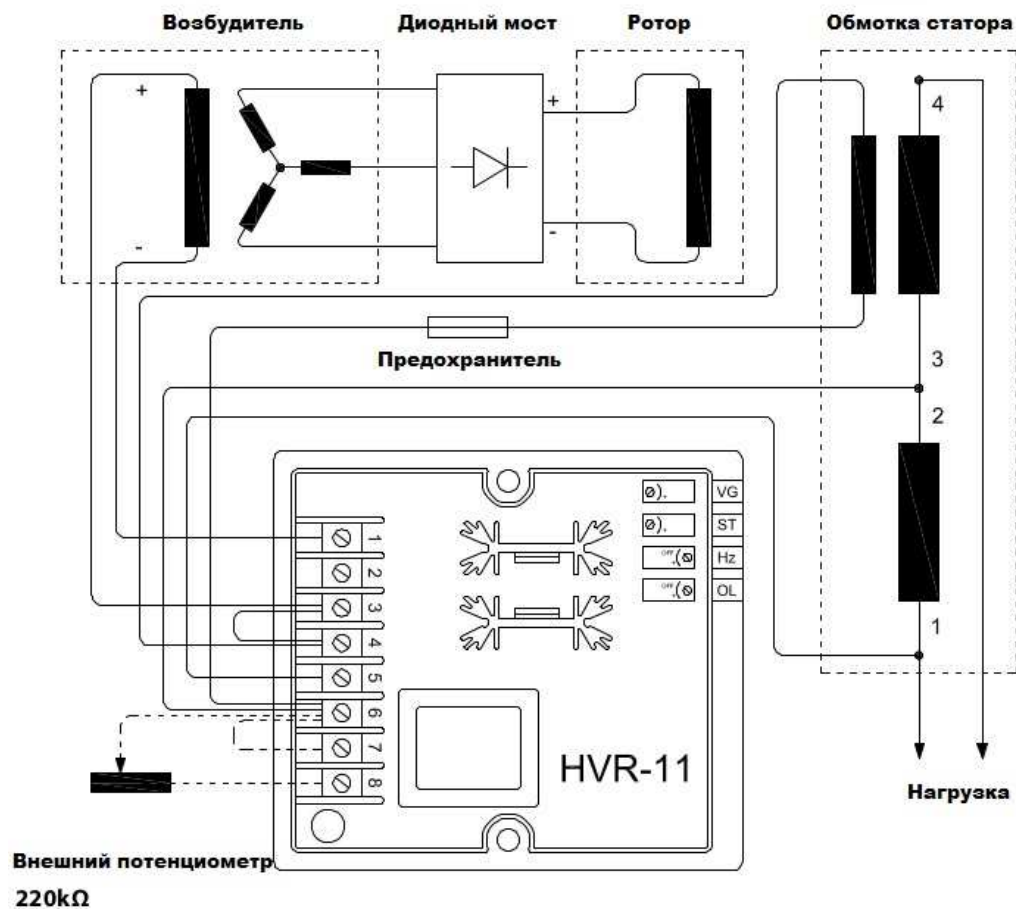 Возбудитель
Диодный мост
Ротор
Обмотка статора
+
-
+
-
4
3
2
1
Предохранитель
1
2
3
4
5
6
7
8
VG
ST
OFF
Hz
OFF
OL
HVR-11
Нагрузка
Внешний потенциометр
220kΩ